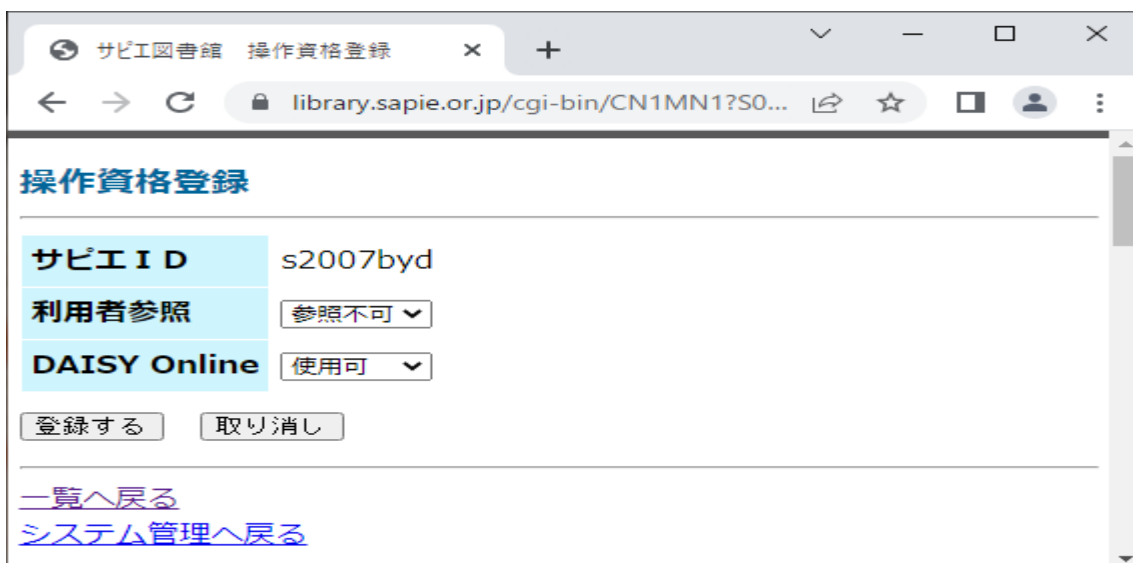 サピエ図書館　操作資格登録
library.sapie.or.jp/cgi-bin/CN1MN1?S0...
操作資格登録
サピエＩＤ s2007byd
利用者参照 参照不可
DAISY Online 使用可
登録する 取り消し
一覧へ戻る
システム管理へ戻る